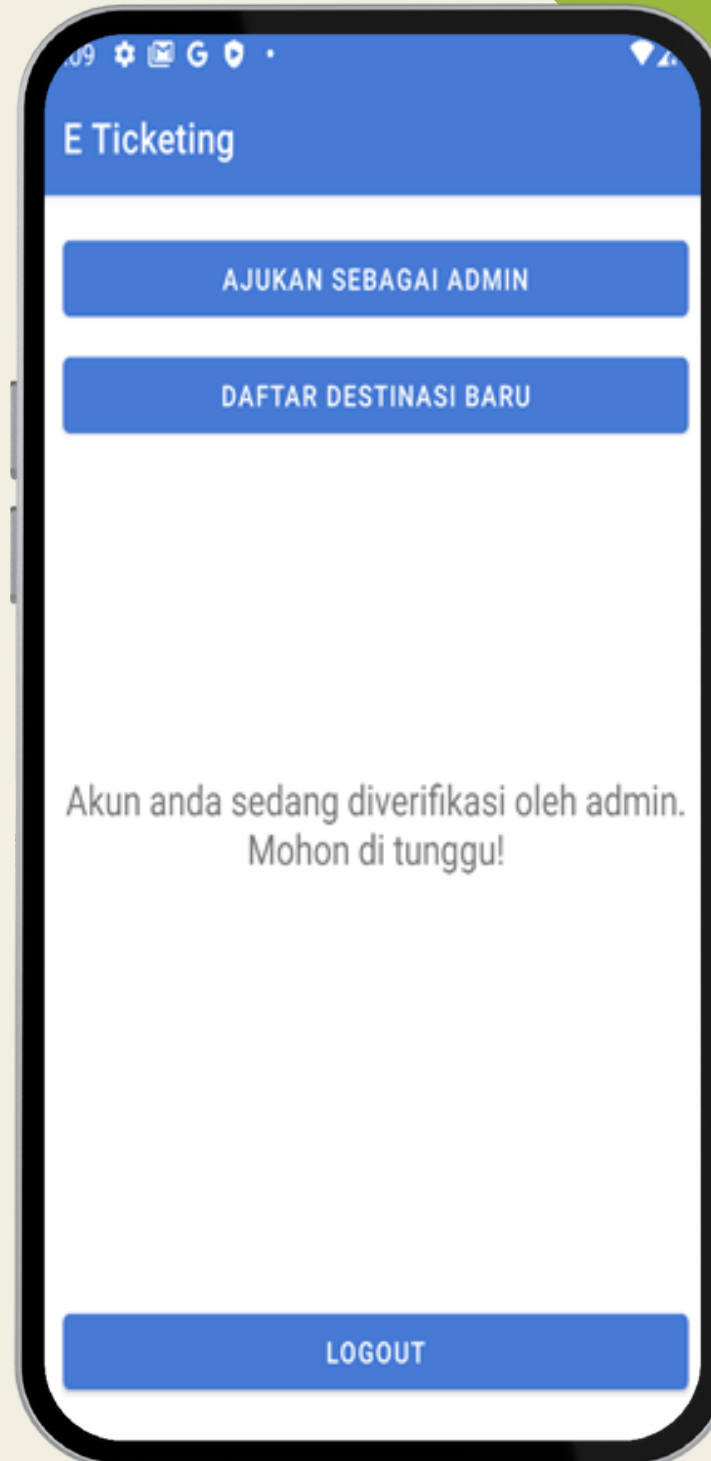 E Ticketing
AJUKAN SEBAGAI ADMIN
DAFTAR DESTINASI BARU
Akun anda sedang diverifikasi oleh admin.
Mohon di tunggu!
LOGOUT